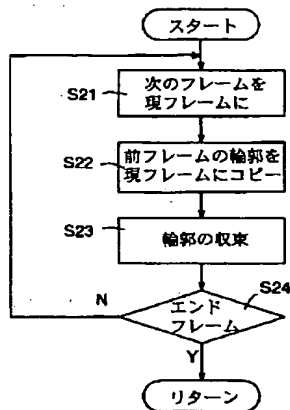 スタート
S21
次のフレームを
現フレームに
S22
前フレームの輪郭を
現フレームにコピー
S23
輪郭の収束
S24
エンド
フレーム
N
Y
リターン